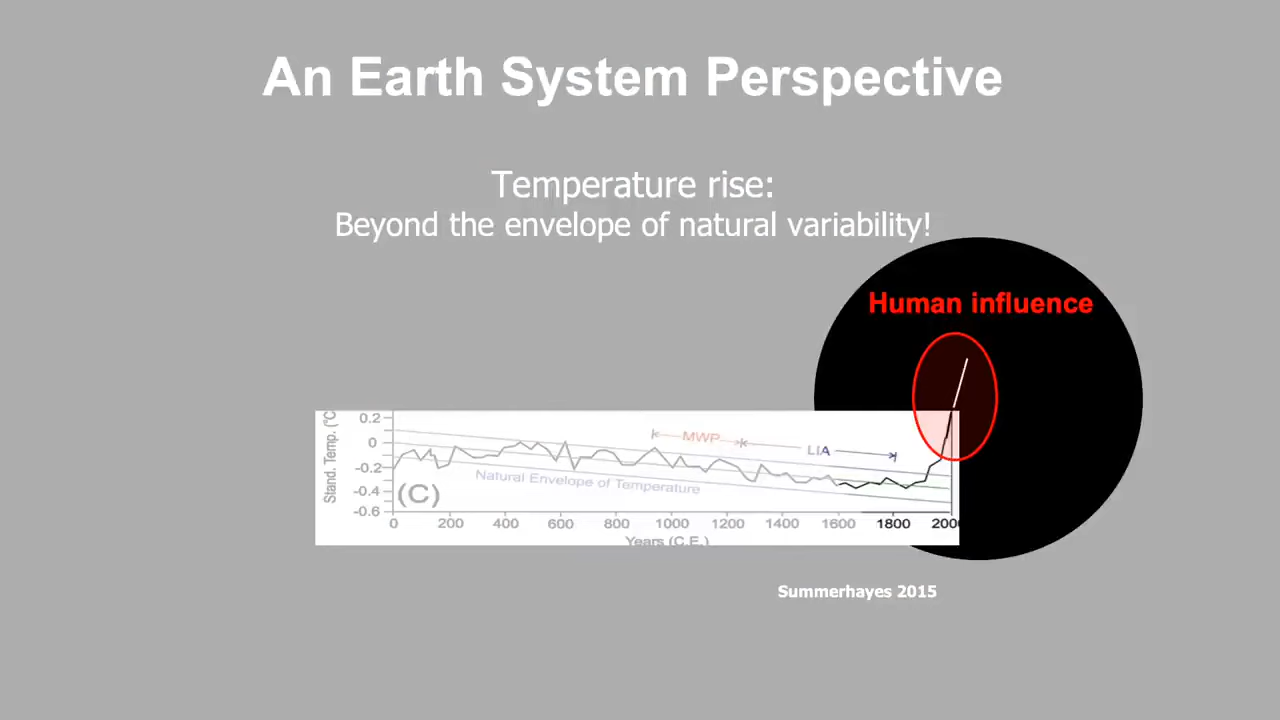 An Earth System Perspective
Temperature rise:
Beyond the envelope of natural variability!
Human influence
0.2
0
-0.2
-0.4
-0.6
Stand. Temp. (°C
MWP
LIA
Natural Envelope of Temperature
(C)
0 200 400 600 800 1000 1200 1400 1600 1800 2000
Years (C.E.)
Summerhayes 2015